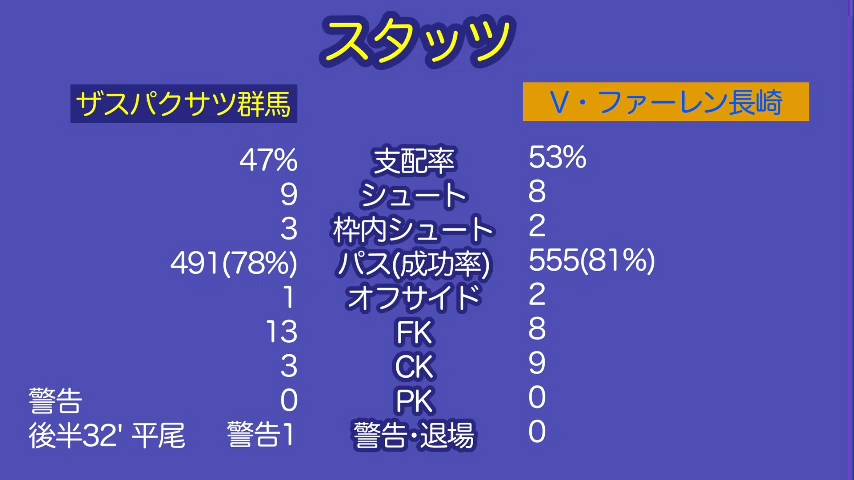 スタッツ
ザスパクサツ群馬 V・ファーレン長崎
47% 支配率 53%
9 シュート 8
3 枠内シュート 2
491(78%) パス(成功率) 555(81%)
1 オフサイド 2
13 FK 8
3 CK 9
警告 0 PK 0
後半32' 平尾 警告1 警告・退場 0